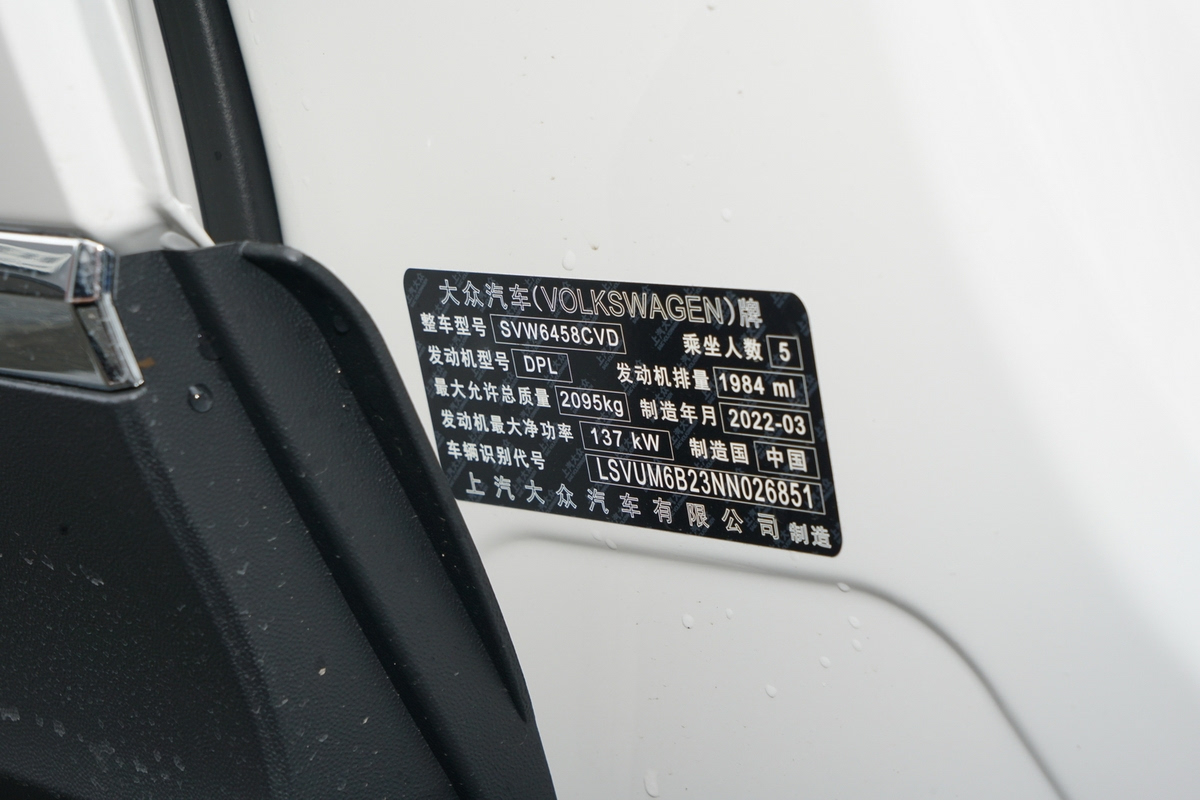 大众汽车(VOLKSWAGEN)牌
整车型号 SVW6458CVD 乘坐人数 5
发动机型号 DPL 发动机排量 1984 ml
最大允许总质量 2095kg 制造年月 2022-03
发动机最大净功率 137 kW 制造国 中国
车辆识别代号 LSVUM6B23NN026851
上汽大众汽车有限公司 制造